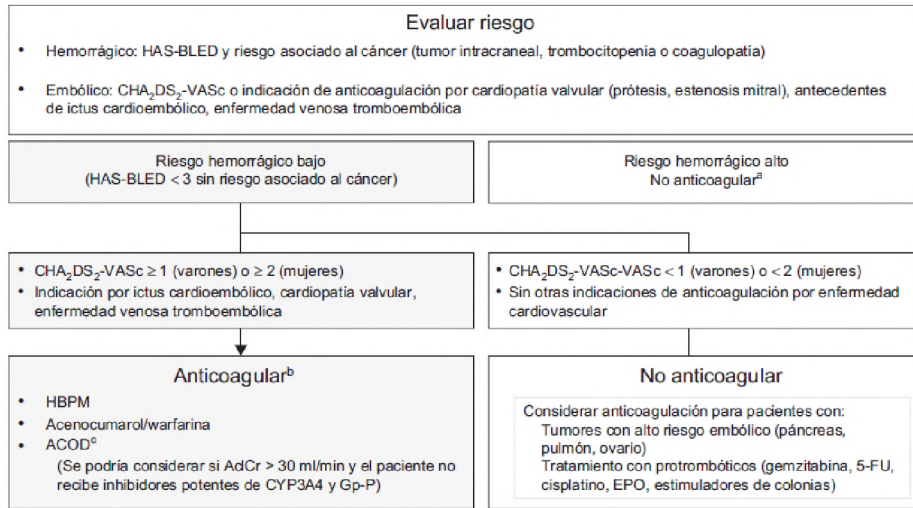 Evaluar riesgo
• Hemorrágico: HAS-BLED y riesgo asociado al cáncer (tumor intracraneal, trombocitopenia o coagulopatía)
• Embólico: CHA₂DS₂-VASc o indicación de anticoagulación por cardiopatía valvular (prótesis, estenosis mitral), antecedentes
de ictus cardioembólico, enfermedad venosa tromboembólica
Riesgo hemorrágico bajo
(HAS-BLED < 3 sin riesgo asociado al cáncer)
Riesgo hemorrágico alto
No anticoagularᵃ
• CHA₂DS₂-VASc ≥ 1 (varones) o ≥ 2 (mujeres)
• Indicación por ictus cardioembólico, cardiopatía valvular,
enfermedad venosa tromboembólica
• CHA₂DS₂-VASc-VASc < 1 (varones) o < 2 (mujeres)
• Sin otras indicaciones de anticoagulación por enfermedad
cardiovascular
Anticoagularᵇ
• HBPM
• Acenocumarol/warfarina
• ACODᶜ
(Se podría considerar si AdCr > 30 ml/min y el paciente no
recibe inhibidores potentes de CYP3A4 y Gp-P)
No anticoagular
Considerar anticoagulación para pacientes con:
Tumores con alto riesgo embólico (páncreas,
pulmón, ovario)
Tratamiento con protrombóticos (gemzitabina, 5-FU,
cisplatino, EPO, estimuladores de colonias)